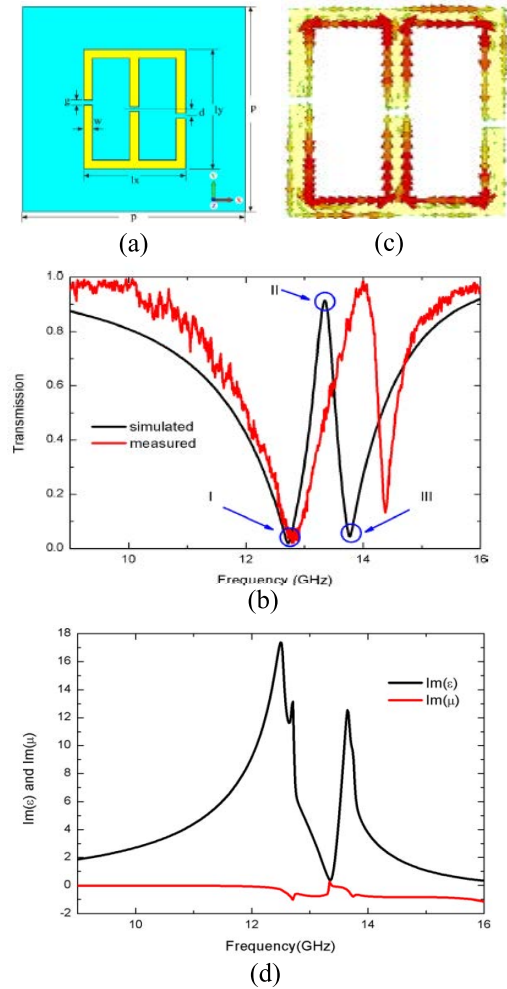 g
w
d
ly
lx
p
p
y
z
x
(a)
(c)
1.0
0.8
0.6
0.4
0.2
0.0
Transmission
II
simulated
measured
I
III
10
12
14
16
Frequency (GHz)
(b)
18
16
14
12
10
8
6
4
2
0
-2
Im(ε) and Im(μ)
Im(ε)
Im(μ)
10
12
14
16
Frequency(GHz)
(d)